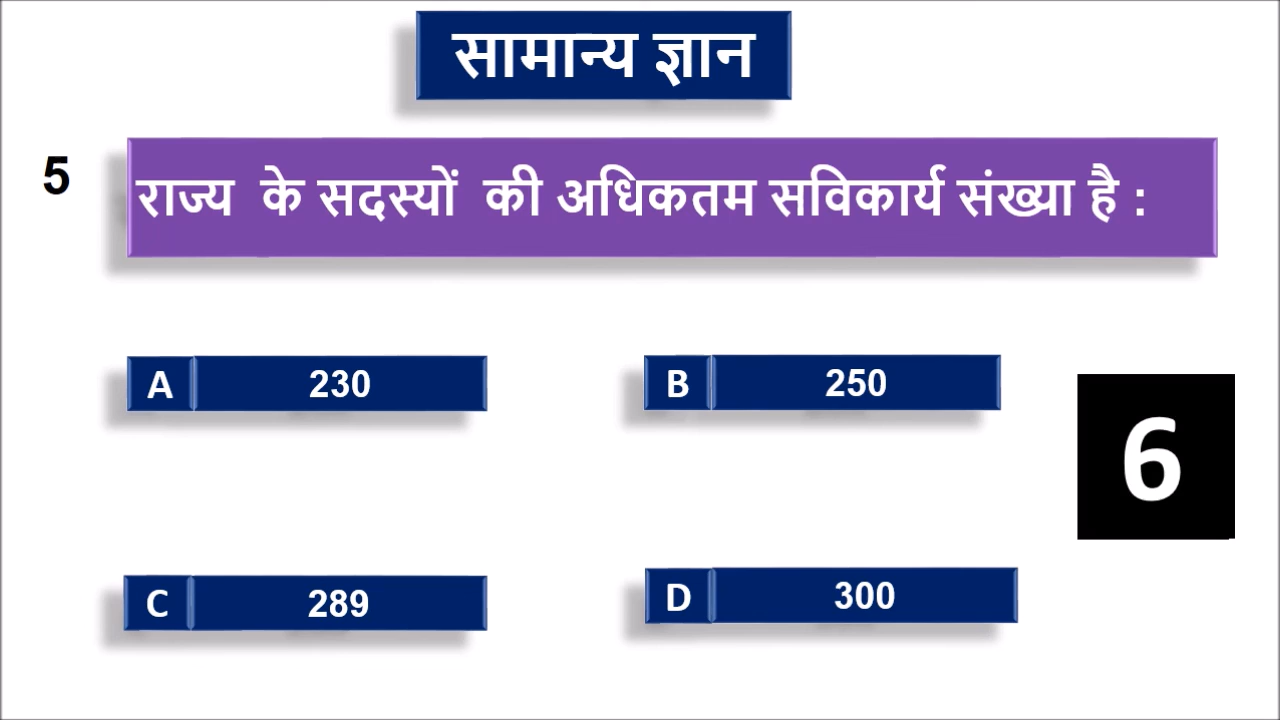 सामान्य ज्ञान
5
राज्य के सदस्यों की अधिकतम सविकार्य संख्या है :
A 230
B 250
6
C 289
D 300